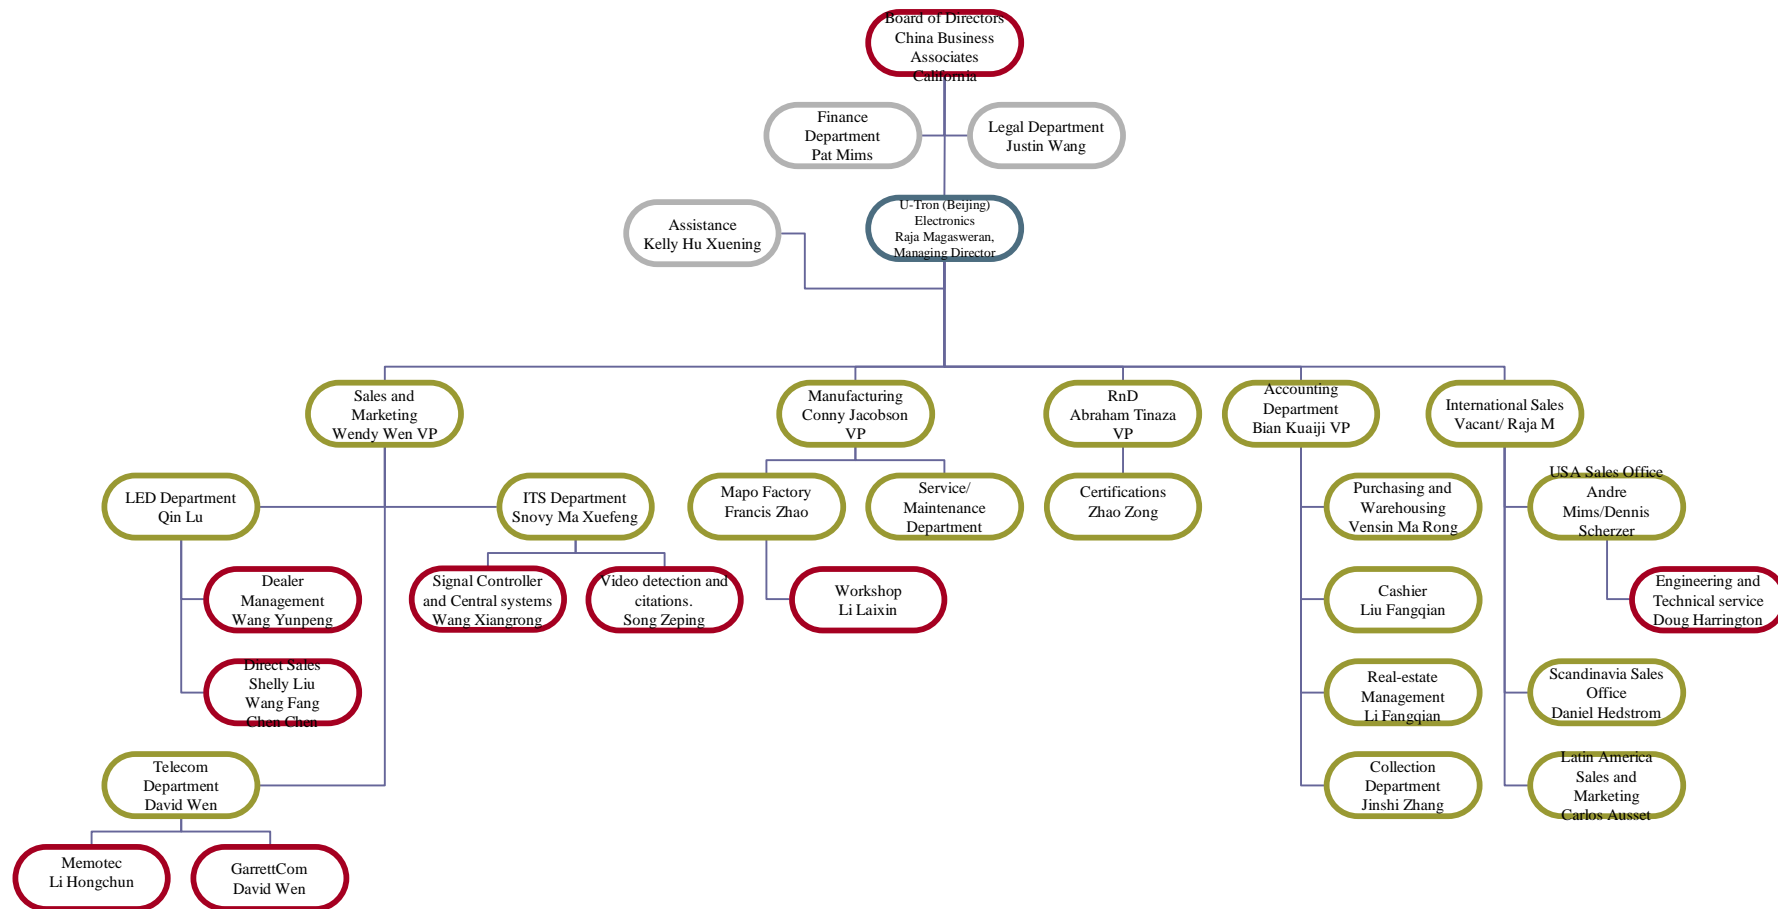 Board of Directors
China Business
Associates
California
Finance
Department
Pat Mims
Legal Department
Justin Wang
Assistance
Kelly Hu Xuening
U-Tron (Beijing)
Electronics
Raja Magasweran,
Managing Director
Sales and
Marketing
Wendy Wen VP
Manufacturing
Conny Jacobson
VP
RnD
Abraham Tinaza
VP
Accounting
Department
Bian Kuaiji VP
International Sales
Vacant/ Raja M
LED Department
Qin Lu
ITS Department
Snovy Ma Xuefeng
Mapo Factory
Francis Zhao
Service/
Maintenance
Department
Certifications
Zhao Zong
Purchasing and
Warehousing
Vensin Ma Rong
USA Sales Office
Andre
Mims/Dennis
Scherzer
Dealer
Management
Wang Yunpeng
Signal Controller
and Central systems
Wang Xiangrong
Video detection and
citations.
Song Zeping
Workshop
Li Laixin
Cashier
Liu Fangqian
Engineering and
Technical service
Doug Harrington
Direct Sales
Shelly Liu
Wang Fang
Chen Chen
Real-estate
Management
Li Fangqian
Scandinavia Sales
Office
Daniel Hedstrom
Telecom
Department
David Wen
Collection
Department
Jinshi Zhang
Latin America
Sales and
Marketing
Carlos Ausset
Memotec
Li Hongchun
GarrettCom
David Wen